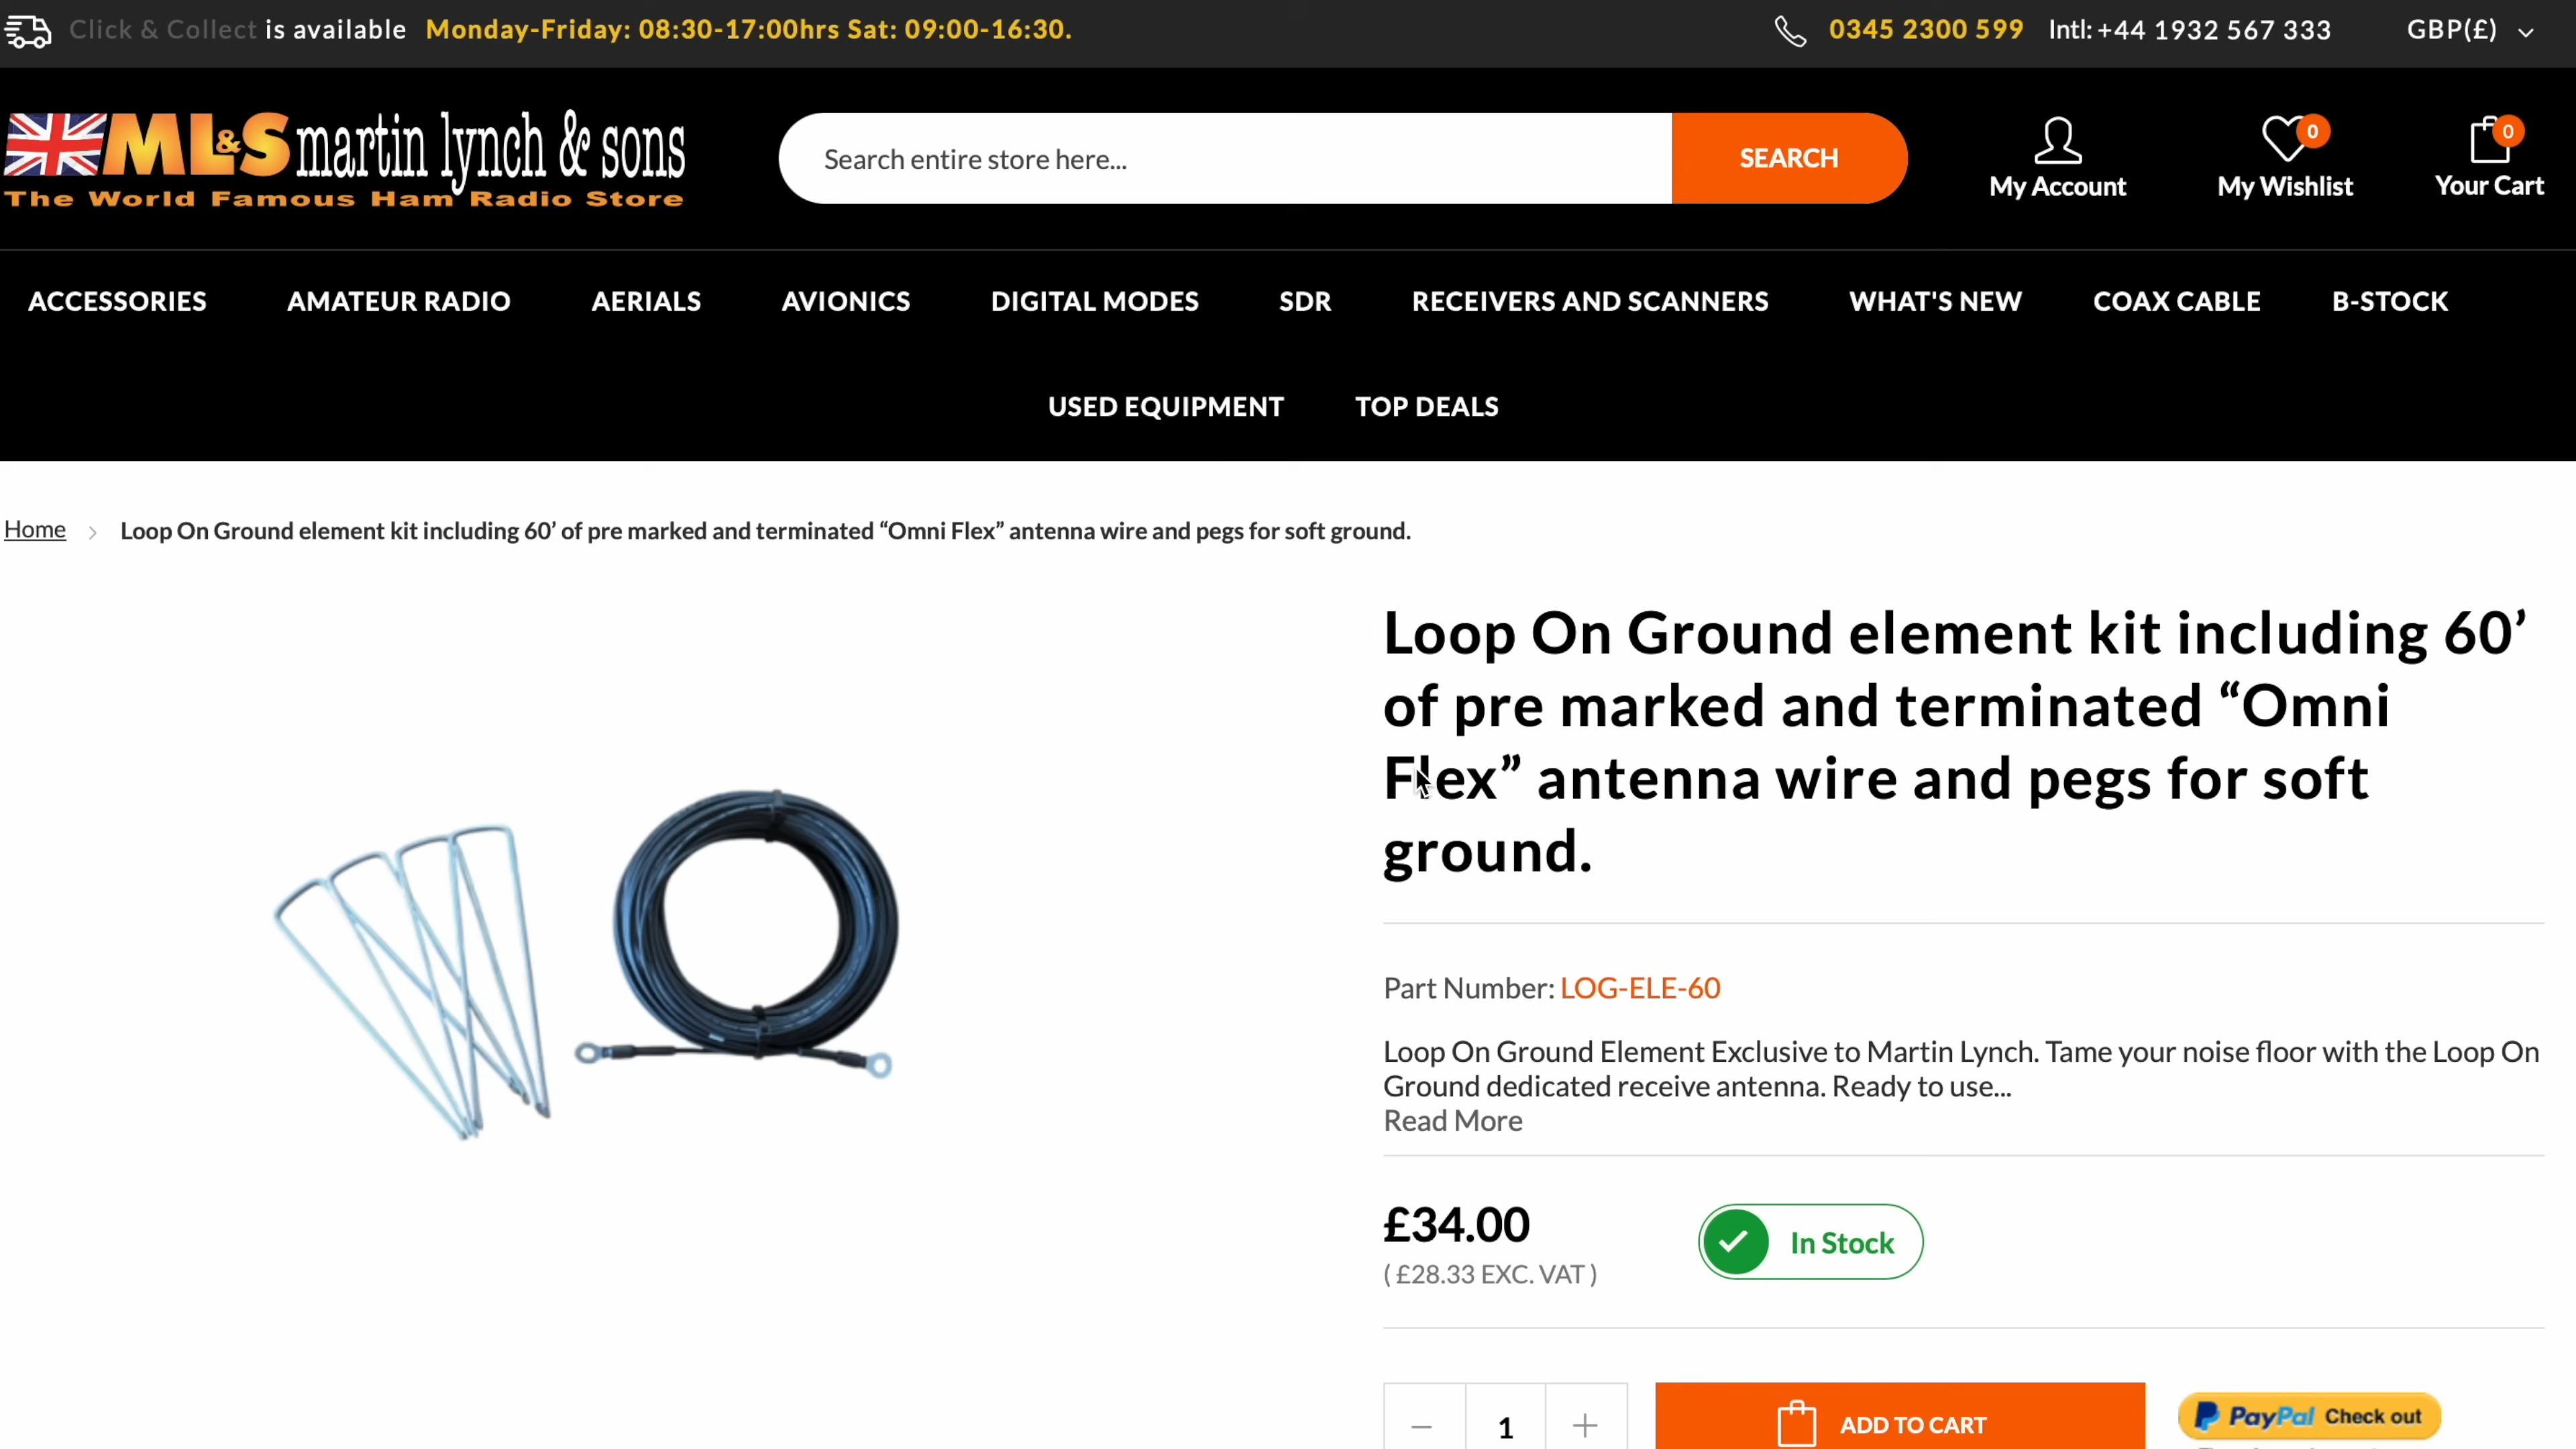 Click & Collect is available Monday-Friday: 08:30-17:00hrs Sat: 09:00-16:30.
0345 2300 599 Intl: +44 1932 567 333 GBP(£)
ML&S martin lynch & sons
The World Famous Ham Radio Store
Search entire store here...
SEARCH
My Account
0
My Wishlist
0
Your Cart
ACCESSORIES AMATEUR RADIO AERIALS AVIONICS DIGITAL MODES SDR RECEIVERS AND SCANNERS WHAT'S NEW COAX CABLE B-STOCK
USED EQUIPMENT TOP DEALS
Home > Loop On Ground element kit including 60’ of pre marked and terminated “Omni Flex” antenna wire and pegs for soft ground.
Loop On Ground element kit including 60’
of pre marked and terminated “Omni
Flex” antenna wire and pegs for soft
ground.
Part Number: LOG-ELE-60
Loop On Ground Element Exclusive to Martin Lynch. Tame your noise floor with the Loop On
Ground dedicated receive antenna. Ready to use...
Read More
£34.00
In Stock
( £28.33 EXC. VAT )
1
ADD TO CART
PayPal Check out